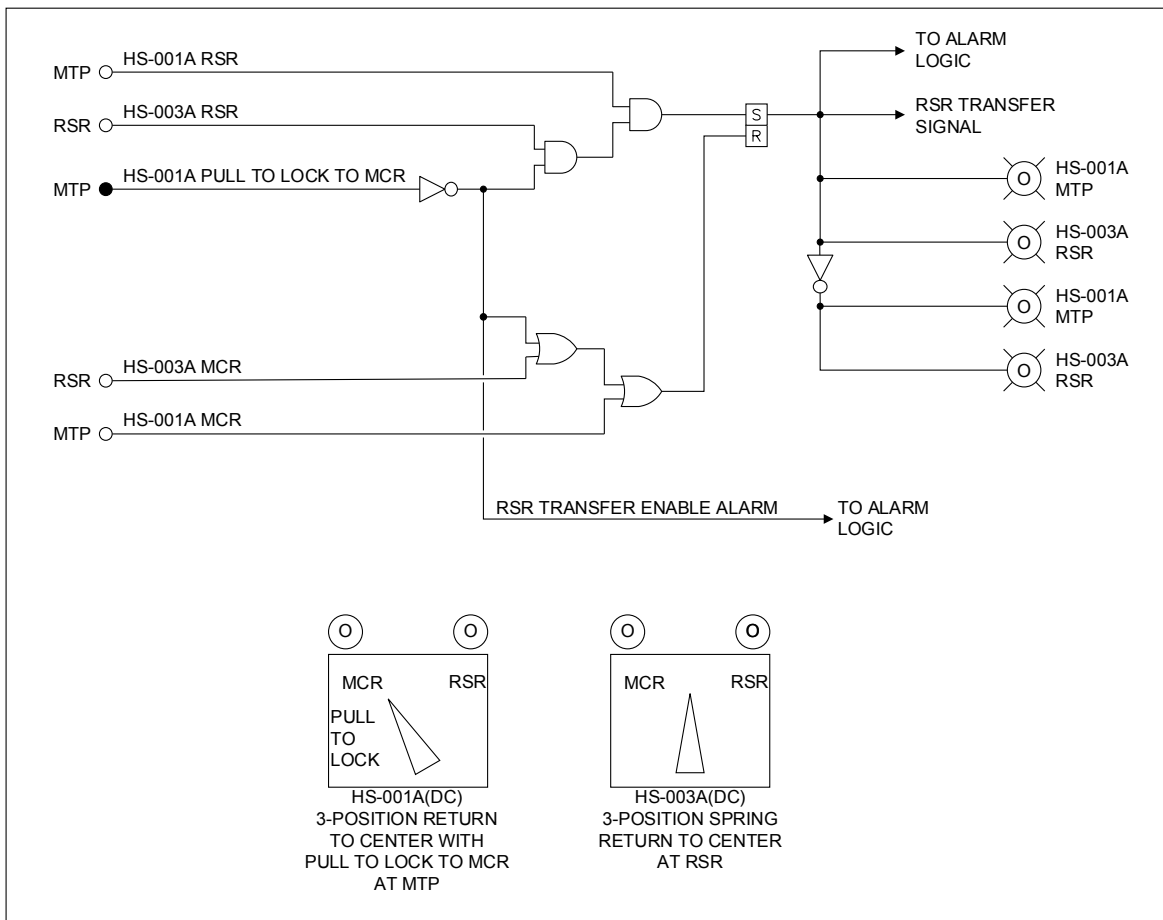 HS-001A RSR
MTP
HS-003A RSR
RSR
HS-001A PULL TO LOCK TO MCR
MTP
HS-003A MCR
RSR
HS-001A MCR
MTP
S
R
TO ALARM
LOGIC
RSR TRANSFER
SIGNAL
O
HS-001A
MTP
O
HS-003A
RSR
O
HS-001A
MTP
O
HS-003A
RSR
RSR TRANSFER ENABLE ALARM
TO ALARM
LOGIC
O
O
MCR
RSR
PULL
TO
LOCK
HS-001A(DC)
3-POSITION RETURN
TO CENTER WITH
PULL TO LOCK TO MCR
AT MTP
O
O
MCR
RSR
HS-003A(DC)
3-POSITION SPRING
RETURN TO CENTER
AT RSR